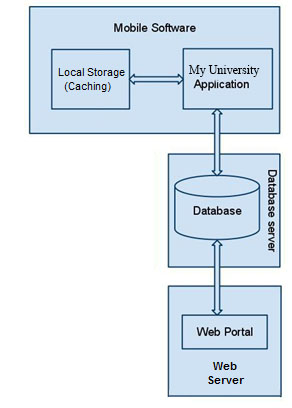 Mobile Software
Local Storage
(Caching)
My University
Application
Database server
Database
Web Portal
Web
Server